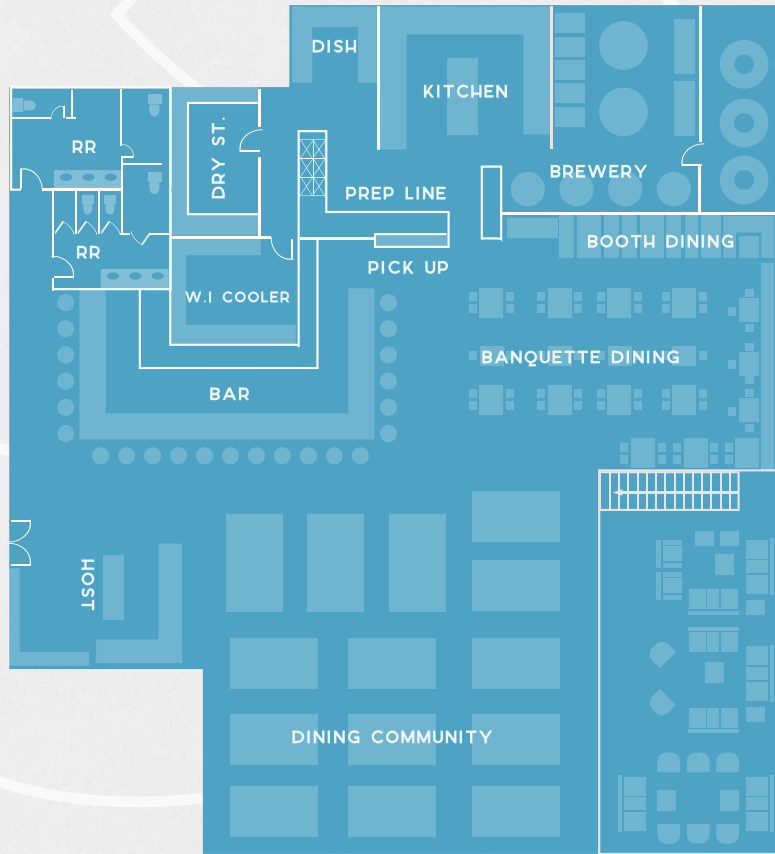 DISH
KITCHEN
RR
DRY ST.
BREWERY
PREP LINE
RR
BOOTH DINING
PICK UP
W.I COOLER
BANQUETTE DINING
BAR
HOST
DINING COMMUNITY